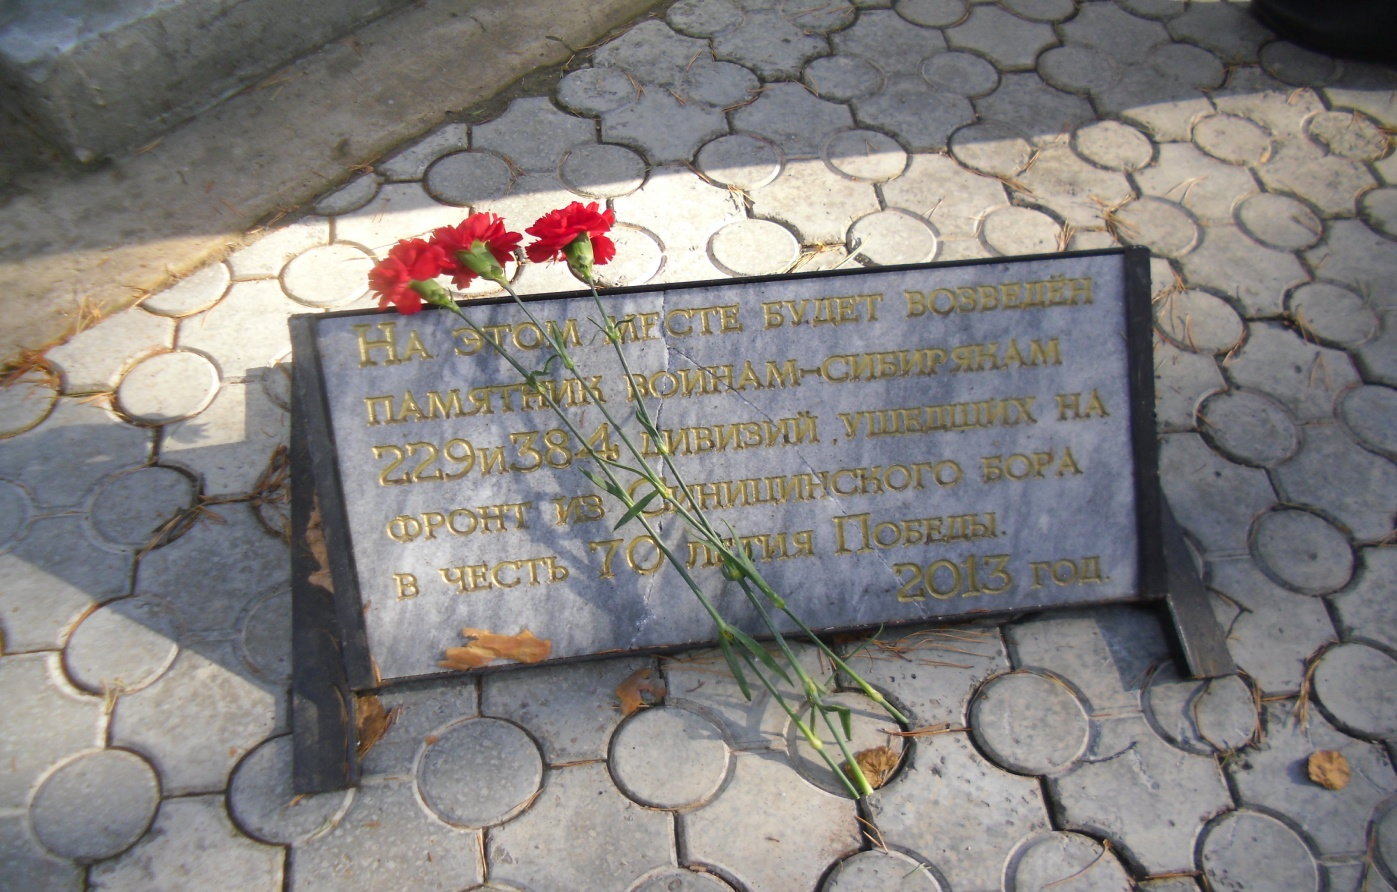 На этом месте будет возведён
памятник воинам-сибирякам
229 и 384 дивизий, ушедших на
фронт из Синицинского бора
в честь 70 летия Победы.
2013 год.